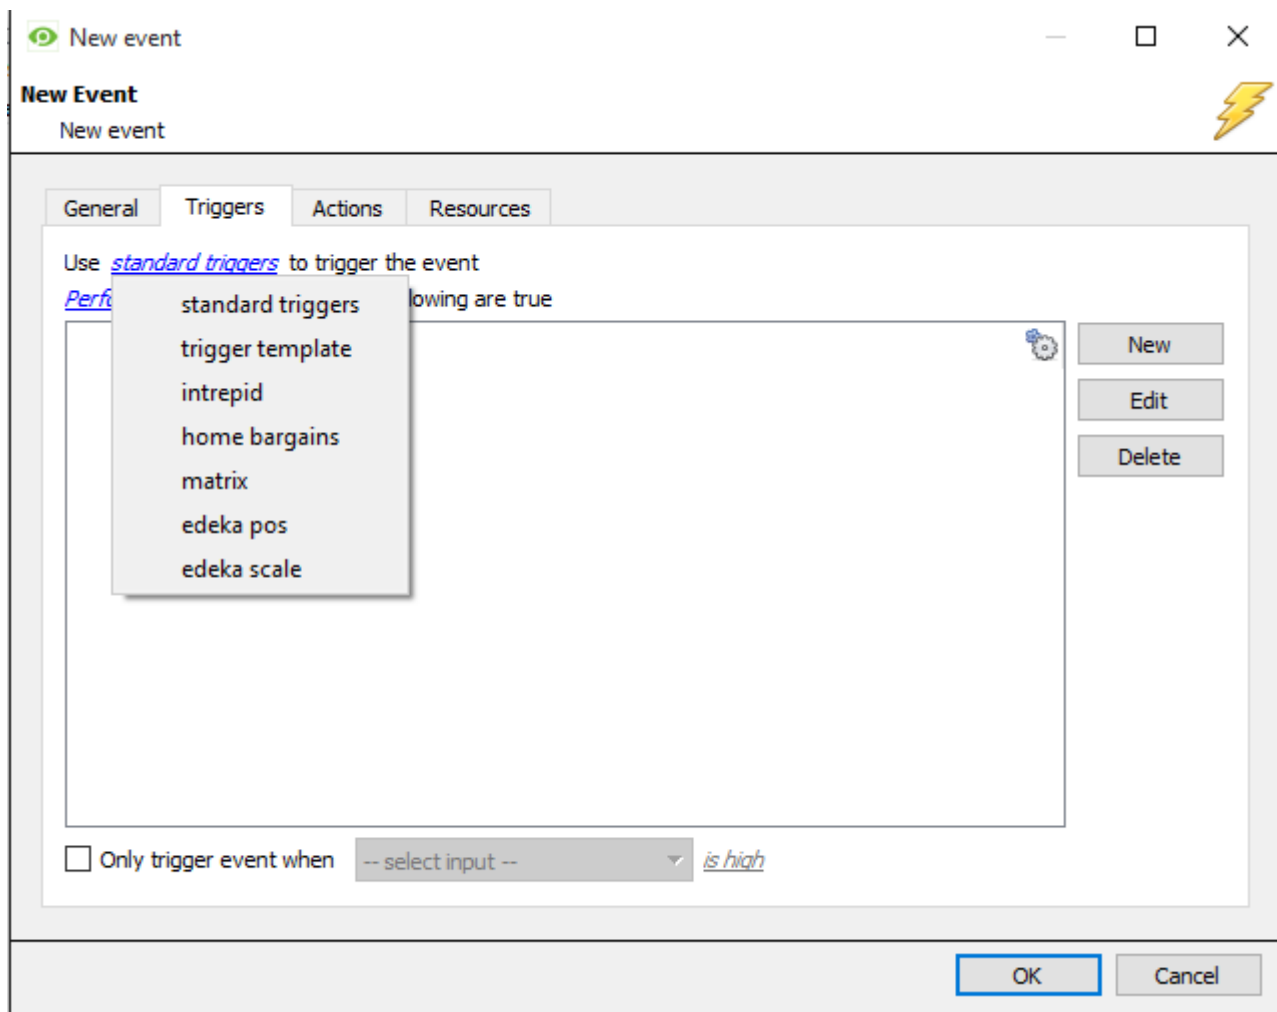 New event
New Event
New event
General Triggers Actions Resources
Use standard triggers to trigger the event
lowing are true
standard triggers
trigger template
intrepid
home bargains
matrix
edeka pos
edeka scale
New
Edit
Delete
Only trigger event when -- select input -- is high
OK Cancel